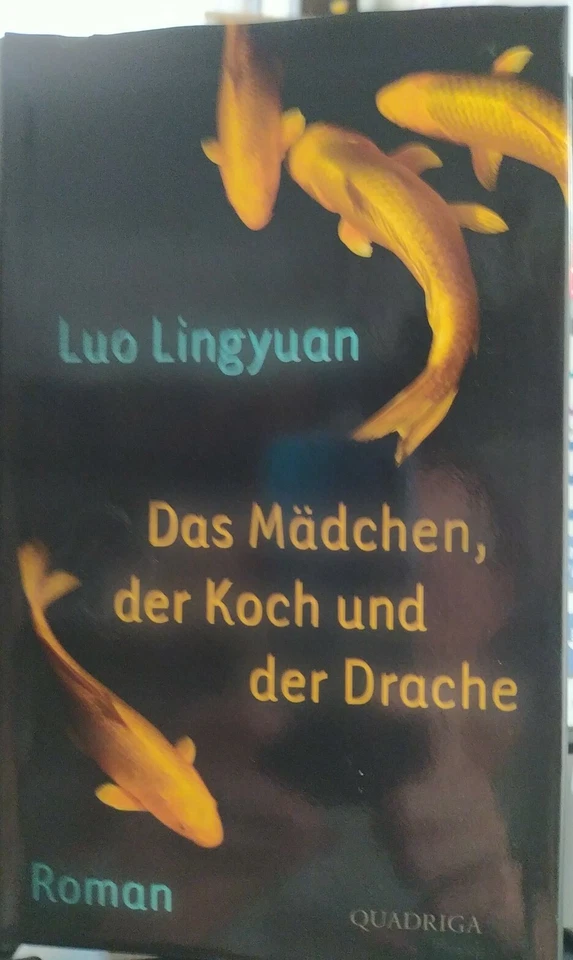 Luo Lingyuan
Das Mädchen,
der Koch und
der Drache
Roman
QUADRIGA